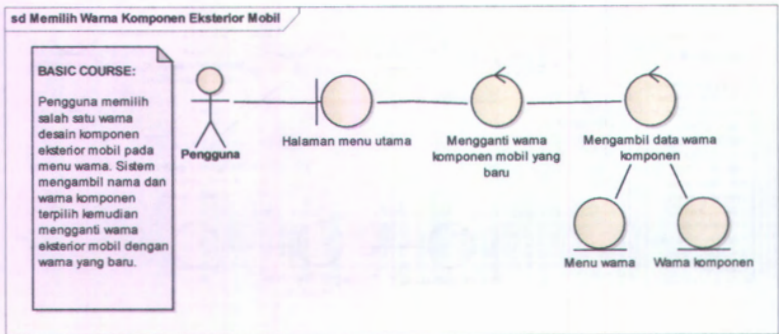 sd Memilih Warna Komponen Eksterior Mobil
BASIC COURSE:
Pengguna memilih
salah satu warna
desain komponen
eksterior mobil pada
menu warna. Sistem
mengambil nama dan
warna komponen
terpilih kemudian
mengganti warna
eksterior mobil dengan
warna yang baru.
Pengguna
Halaman menu utama
Mengganti warna
komponen mobil yang
baru
Mengambil data warna
komponen
Menu warna
Warna komponen